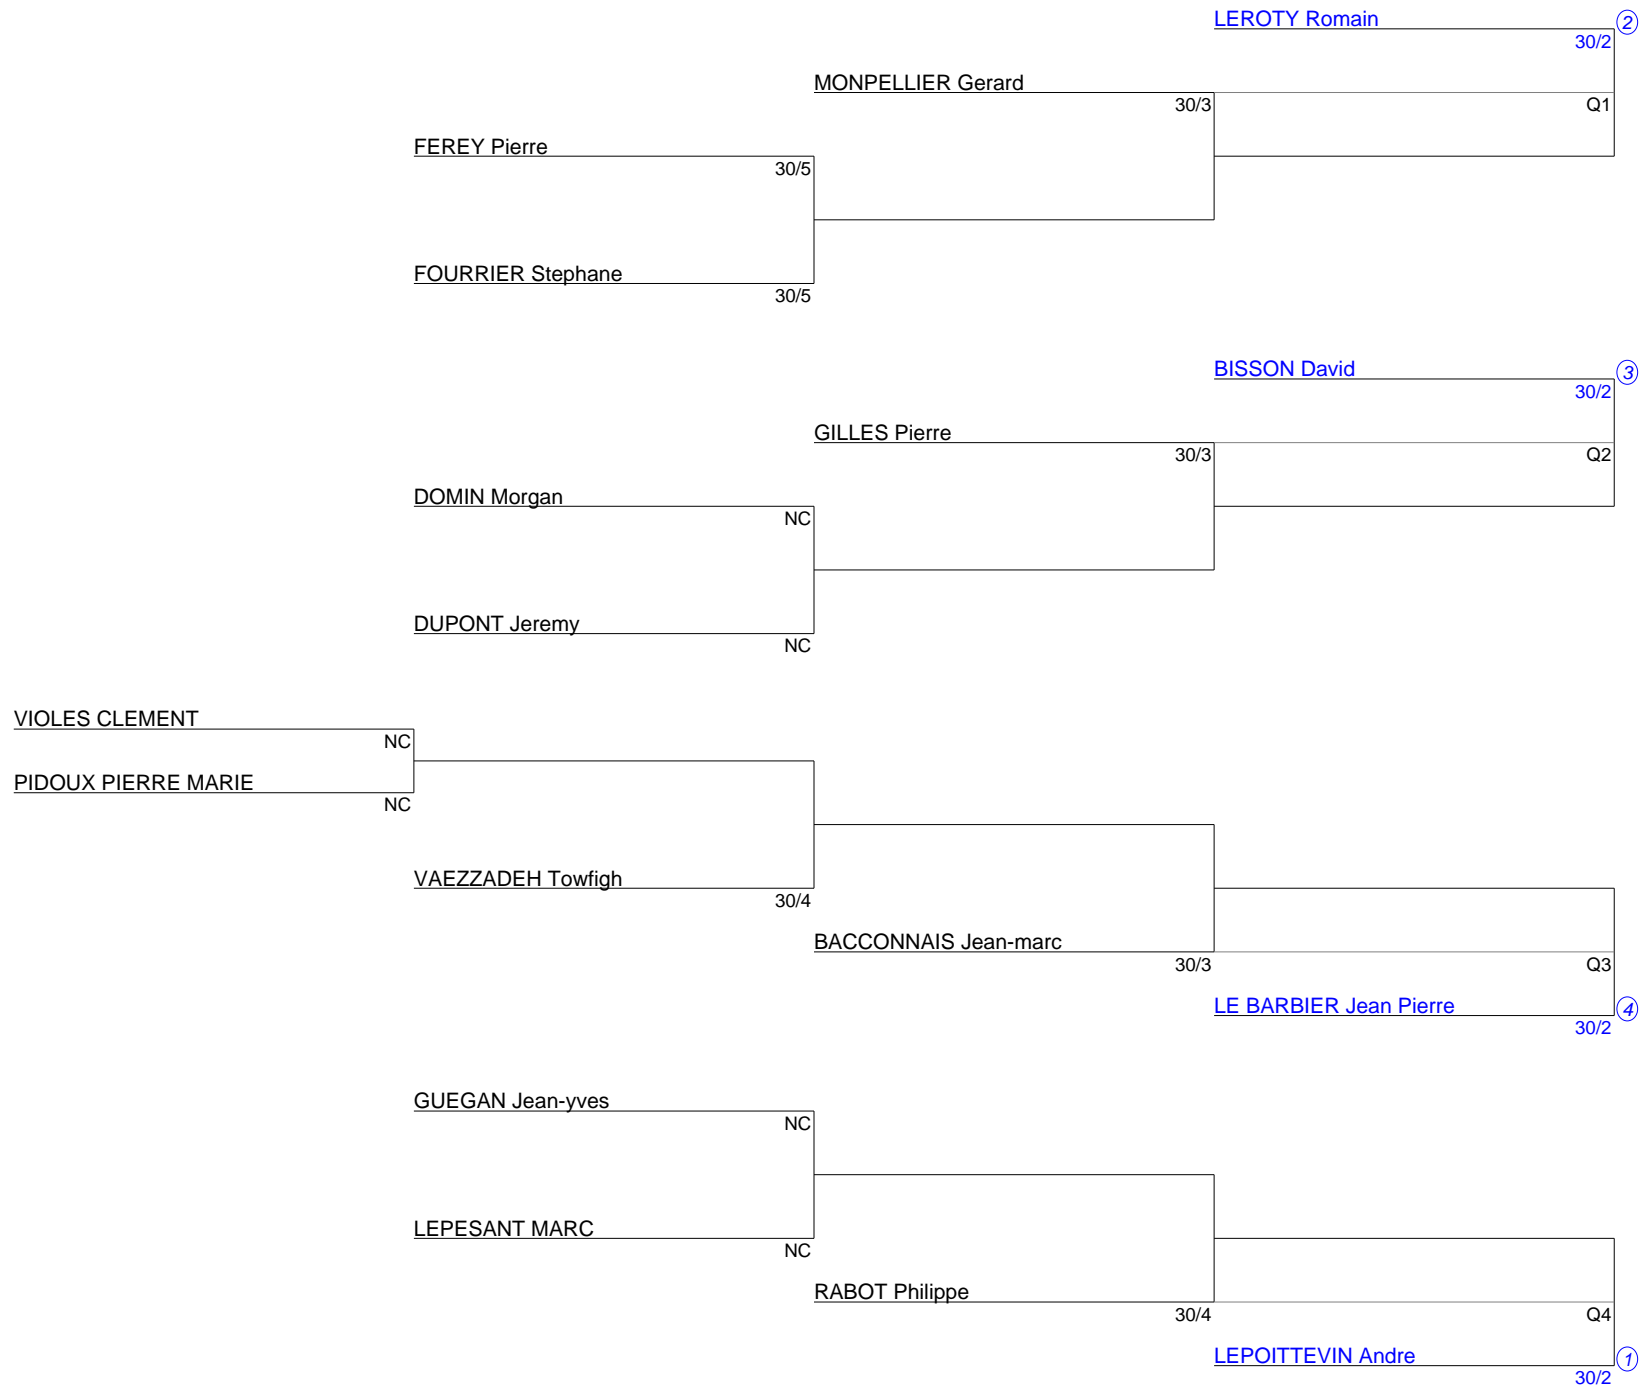 LEROTY Romain
2
30/2
MONPELLIER Gerard
30/3
Q1
FEREY Pierre
30/5
FOURRIER Stephane
30/5
BISSON David
3
30/2
GILLES Pierre
30/3
Q2
DOMIN Morgan
NC
DUPONT Jeremy
NC
VIOLES CLEMENT
NC
PIDOUX PIERRE MARIE
NC
VAEZZADEH Towfigh
30/4
BACCONNAIS Jean-marc
30/3
Q3
LE BARBIER Jean Pierre
4
30/2
GUEGAN Jean-yves
NC
LEPESANT MARC
NC
RABOT Philippe
30/4
Q4
LEPOITTEVIN Andre
1
30/2